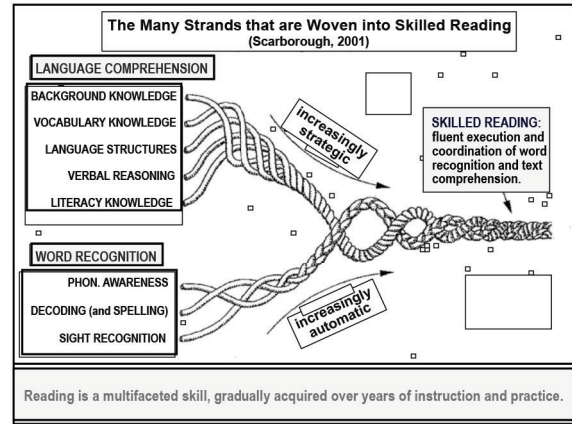 The Many Strands that are Woven into Skilled Reading
(Scarborough, 2001)
LANGUAGE COMPREHENSION
BACKGROUND KNOWLEDGE
VOCABULARY KNOWLEDGE
LANGUAGE STRUCTURES
VERBAL REASONING
LITERACY KNOWLEDGE
increasingly
strategic
SKILLED READING:
fluent execution and
coordination of word
recognition and text
comprehension.
WORD RECOGNITION
PHON. AWARENESS
DECODING (and SPELLING)
SIGHT RECOGNITION
increasingly
automatic
Reading is a multifaceted skill, gradually acquired over years of instruction and practice.